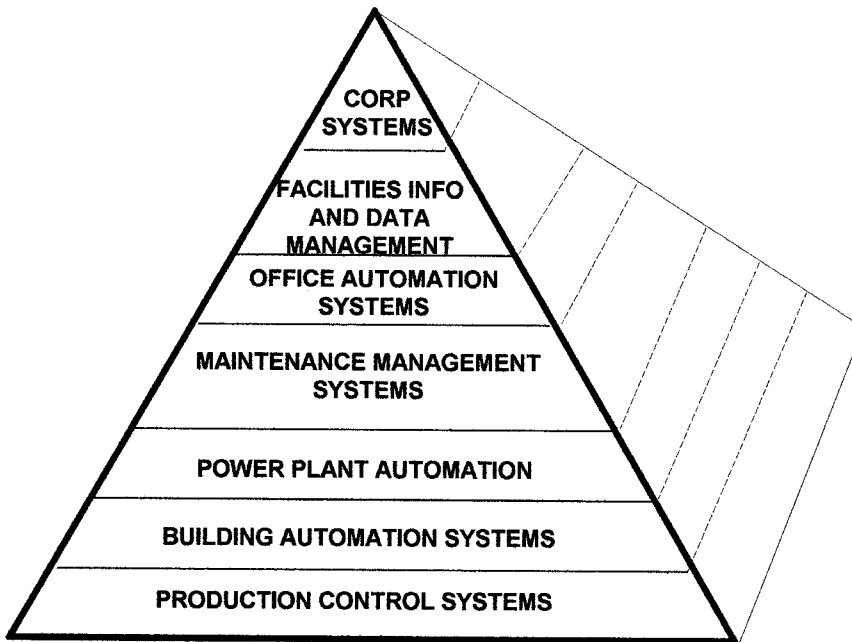 CORP
SYSTEMS
FACILITIES INFO
AND DATA
MANAGEMENT
OFFICE AUTOMATION
SYSTEMS
MAINTENANCE MANAGEMENT
SYSTEMS
POWER PLANT AUTOMATION
BUILDING AUTOMATION SYSTEMS
PRODUCTION CONTROL SYSTEMS